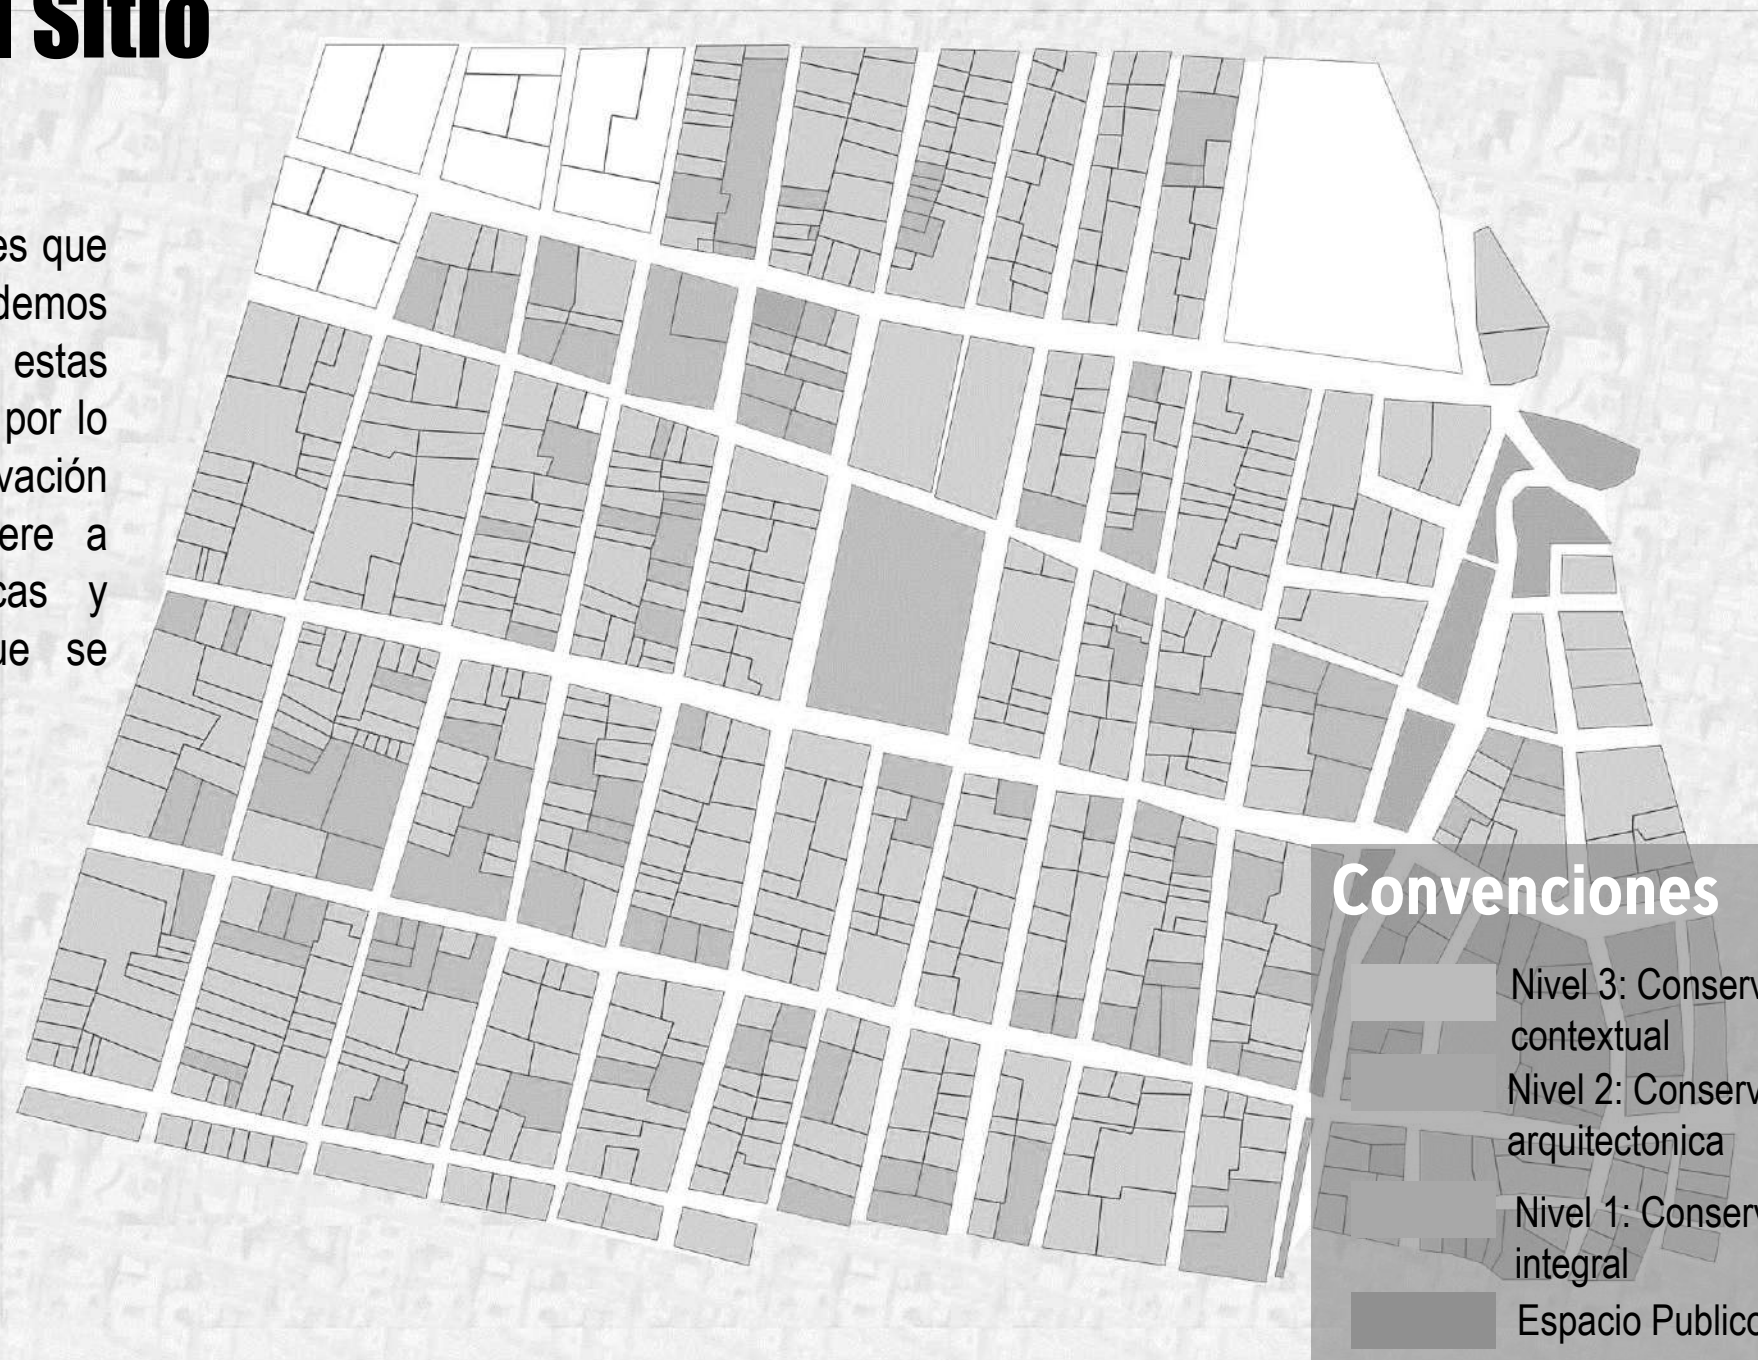 Sitio
es que
demos
estas
por lo
vación
ere a
cas y
ue se
Convenciones
Nivel 3: Conserv
contextual
Nivel 2: Conserv
arquitectonica
Nivel 1: Conserv
integral
Espacio Publico